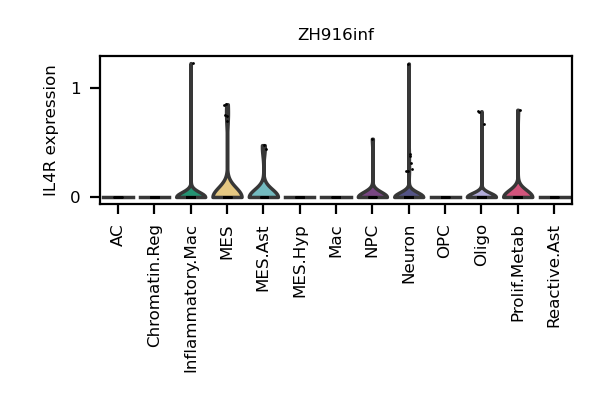 ZH916inf
IL4R expression
1
0
AC
Chromatin.Reg
Inflammatory.Mac
MES
MES.Ast
MES.Hyp
Mac
NPC
Neuron
OPC
Oligo
Prolif.Metab
Reactive.Ast